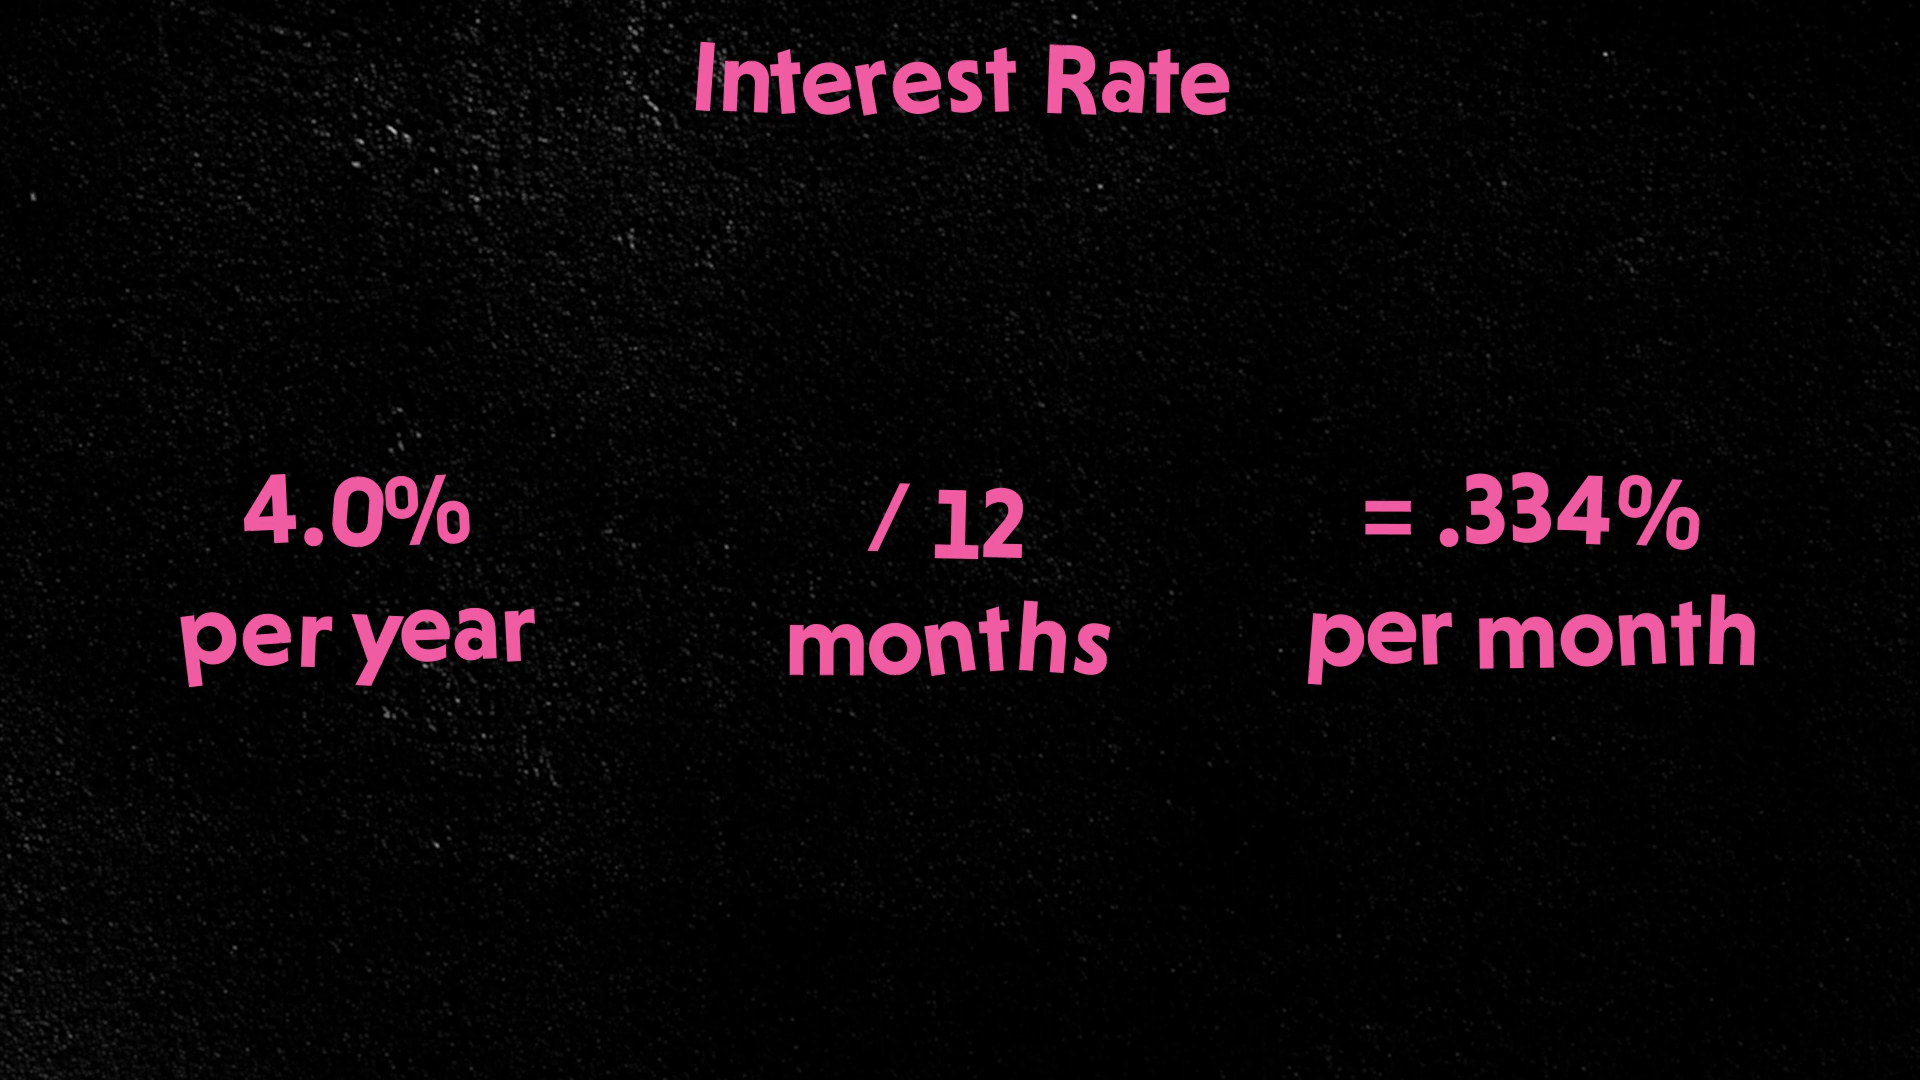 Interest Rate
4.0%
per year
/ 12
months
= .334%
per month